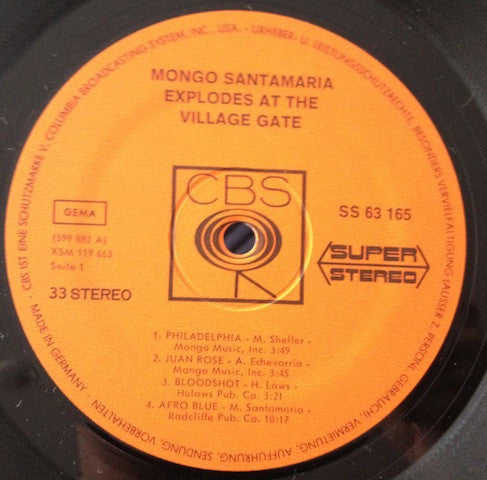 CBS IST EINE SCHUTZMARKE V. COLUMBIA BROADCASTING SYSTEM, INC., USA. - URHEBER- U. LEISTUNGSSCHUTZRECHTE, BESONDERS VERVIELFÄLTIGUNG (AUSSER Z. PERSÖNL. GEBRAUCH), VERMIETUNG, AUFFÜHRUNG, SENDUNG, VORBEHALTEN
MADE IN GERMANY
MONGO SANTAMARIA
EXPLODES AT THE
VILLAGE GATE
CBS
GEMA
(599 883 A)
XSM 119 663
Seite 1
33 STEREO
SS 63 165
SUPER
STEREO
1. PHILADELPHIA - M. Sheller -
Mongo Music, Inc. 3:49
2. JUAN ROSE - A. Echevarria -
Mongo Music, Inc. 3:45
3. BLOODSHOT - H. Laws -
Hulaws Pub. Co. 3:21
4. AFRO BLUE - M. Santamaria -
Radcliffe Pub. Co. 10:17